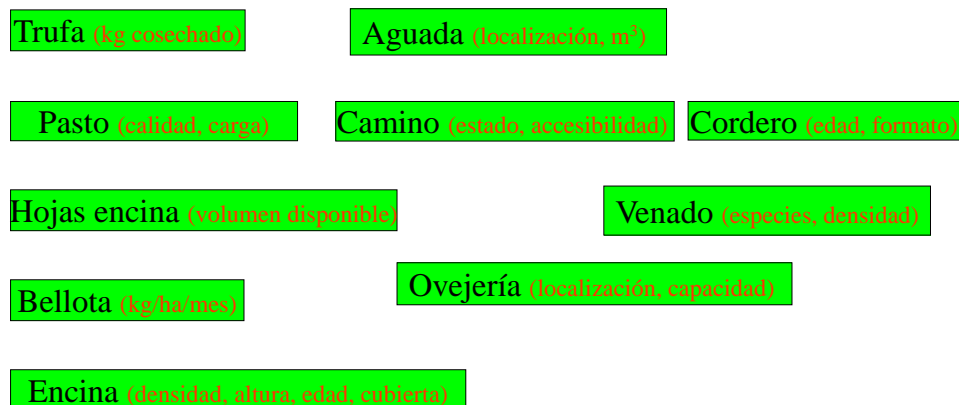 Trufa (kg cosechado)
Aguada (localización, m³)
Pasto (calidad, carga)
Camino (estado, accesibilidad)
Cordero (edad, formato)
Hojas encina (volumen disponible)
Venado (especies, densidad)
Bellota (kg/ha/mes)
Ovejería (localización, capacidad)
Encina (densidad, altura, edad, cubierta)